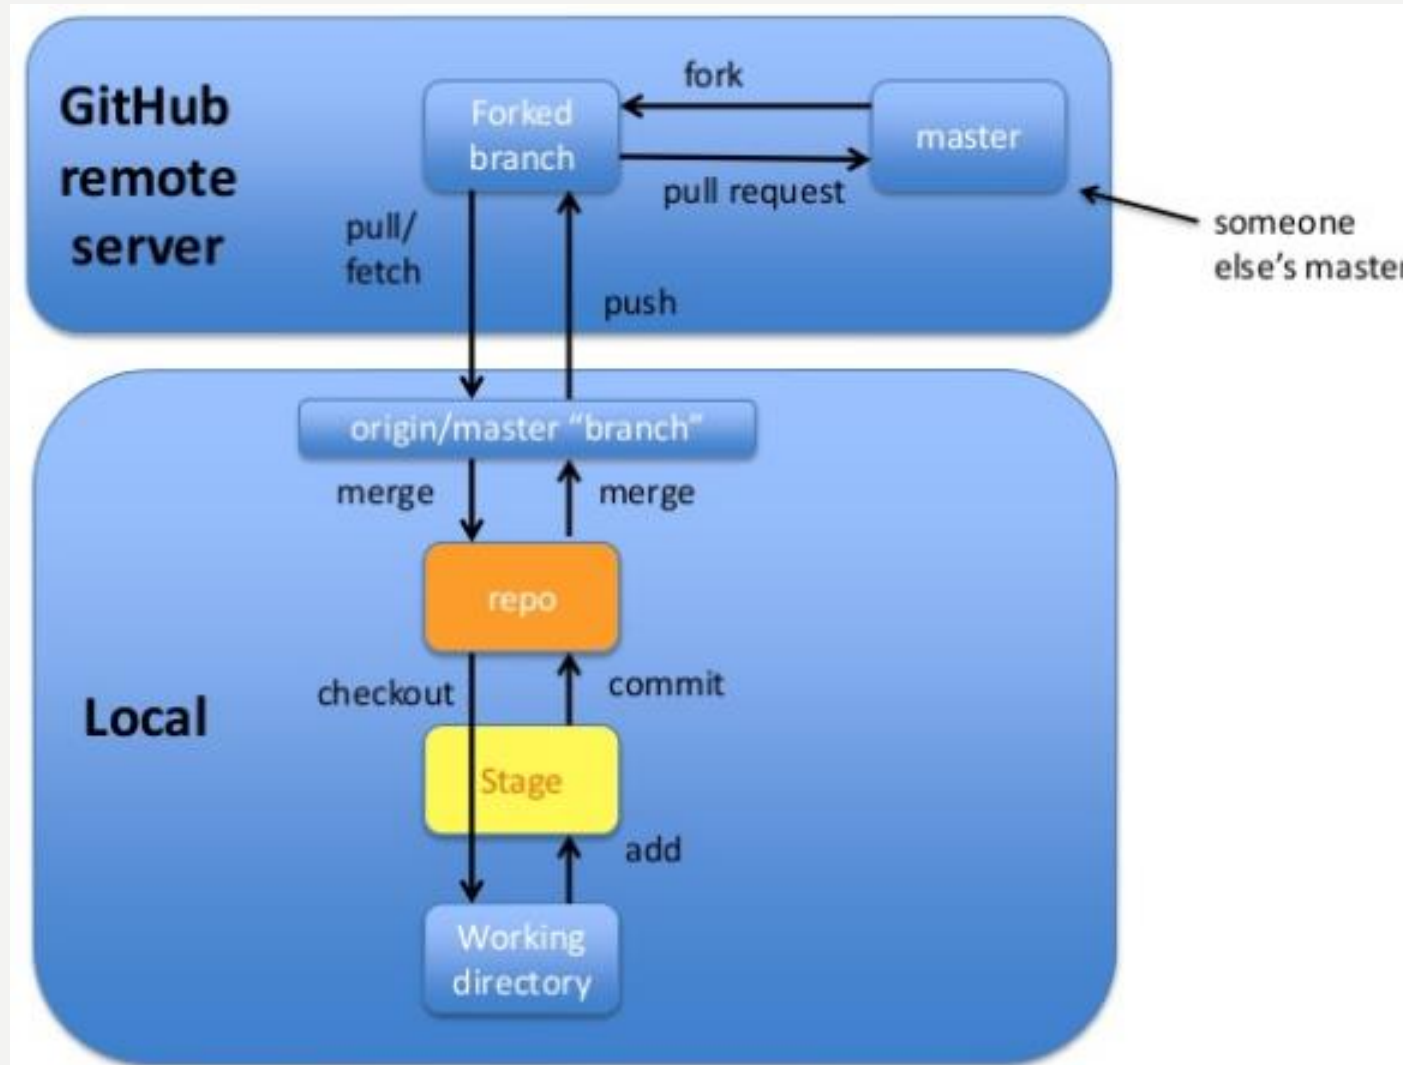 GitHub
remote
server
fork
Forked
branch
master
pull request
someone
else's master
pull/
fetch
push
origin/master "branch"
merge
merge
repo
checkout
commit
Local
Stage
add
Working
directory